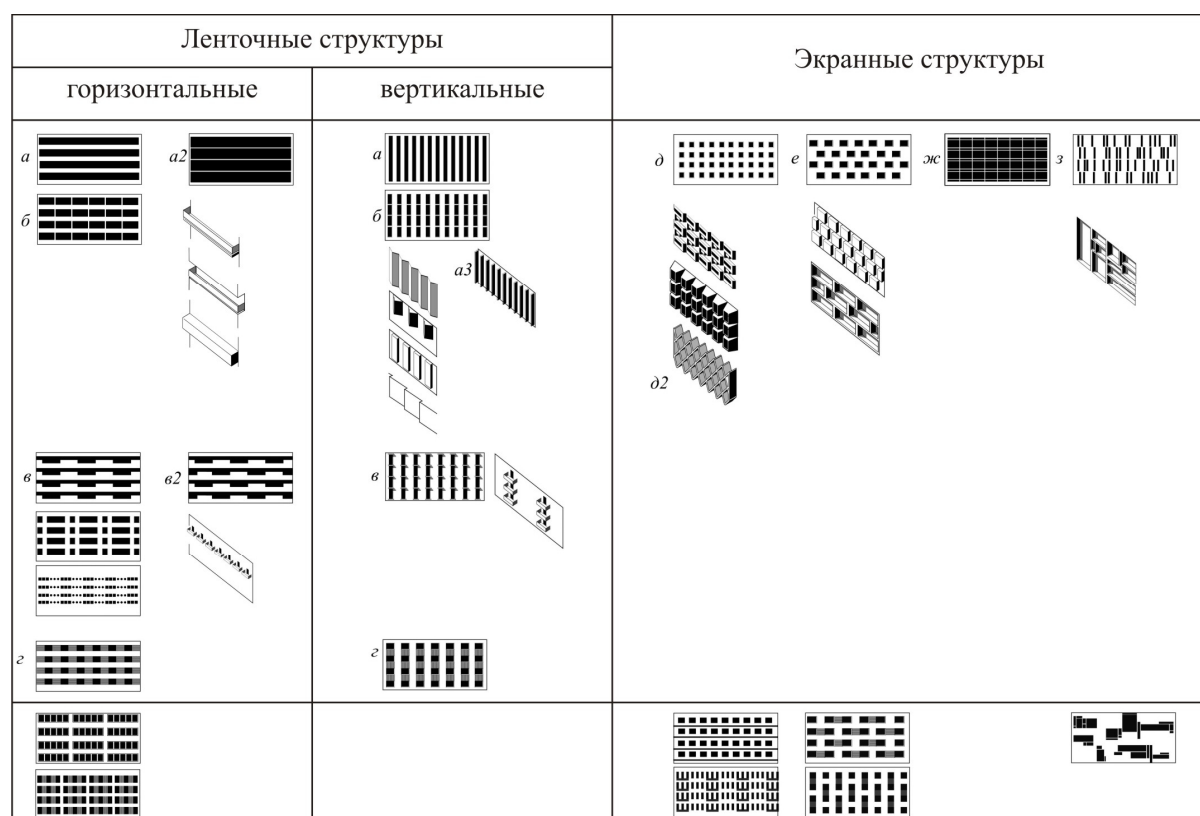 Ленточные структуры
Экранные структуры
горизонтальные
вертикальные
а
а2
а
д
е
ж
з
б
б
а3
д2
в
в2
в
г
г